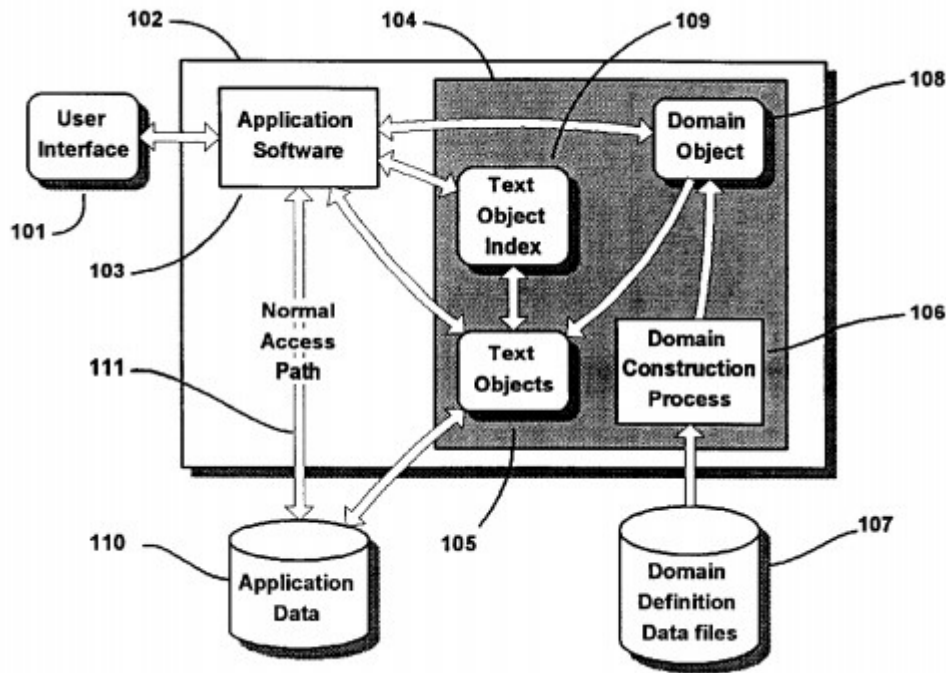 102
104
109
108
User
Interface
101
Application
Software
103
Domain
Object
Text
Object
Index
Normal
Access
Path
111
Text
Objects
105
Domain
Construction
Process
106
110
Application
Data
Domain
Definition
Data files
107